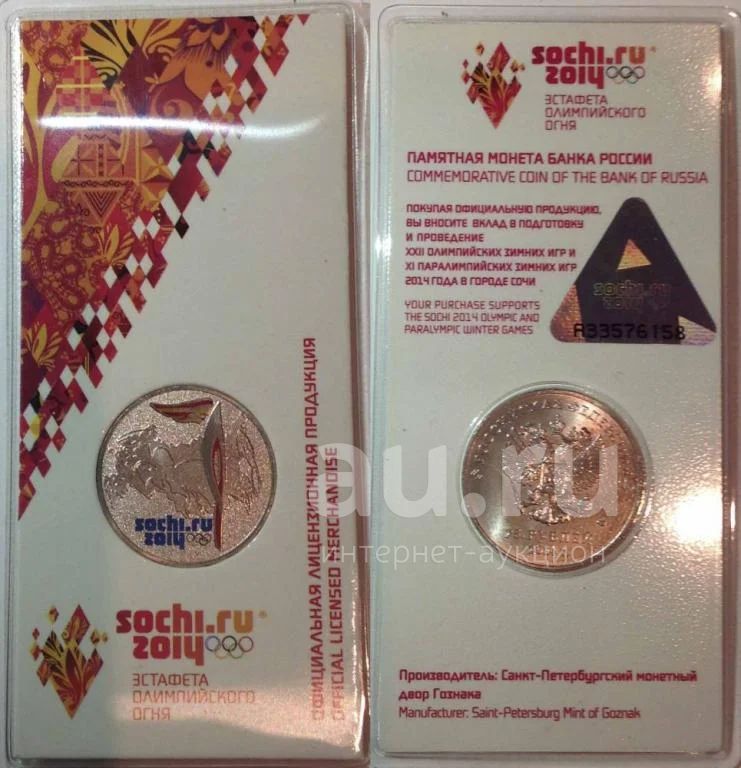 sochi.ru
2014
ОФИЦИАЛЬНАЯ ЛИЦЕНЗИОННАЯ ПРОДУКЦИЯ
OFFICIAL LICENSED MERCHANDISE
sochi.ru
2014
ЭСТАФЕТА
ОЛИМПИЙСКОГО
ОГНЯ
sochi.ru
2014
ЭСТАФЕТА
ОЛИМПИЙСКОГО
ОГНЯ
ПАМЯТНАЯ МОНЕТА БАНКА РОССИИ
COMMEMORATIVE COIN OF THE BANK OF RUSSIA
ПОКУПАЯ ОФИЦИАЛЬНУЮ ПРОДУКЦИЮ,
ВЫ ВНОСИТЕ ВКЛАД В ПОДГОТОВКУ
И ПРОВЕДЕНИЕ
XXII ОЛИМПИЙСКИХ ЗИМНИХ ИГР И
XI ПАРАЛИМПИЙСКИХ ЗИМНИХ ИГР
2014 ГОДА В ГОРОДЕ СОЧИ
YOUR PURCHASE SUPPORTS
THE SOCHI 2014 OLYMPIC AND
PARALYMPIC WINTER GAMES
sochi.ru
2014
A33576158
au.ru
интернет-аукцион
Производитель: Санкт-Петербургский монетный
двор Гознака
Manufacturer: Saint-Petersburg Mint of Goznak